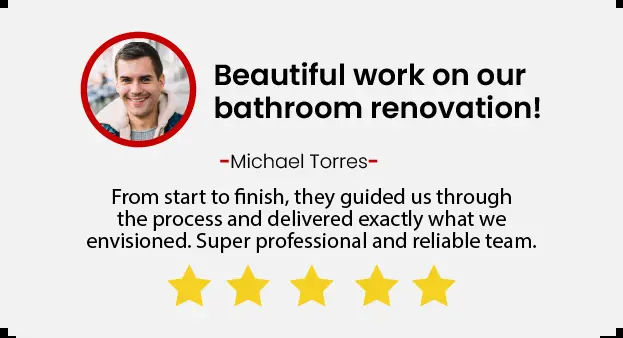 Beautiful work on our
bathroom renovation!
-Michael Torres-
From start to finish, they guided us through
the process and delivered exactly what we
envisioned. Super professional and reliable team.